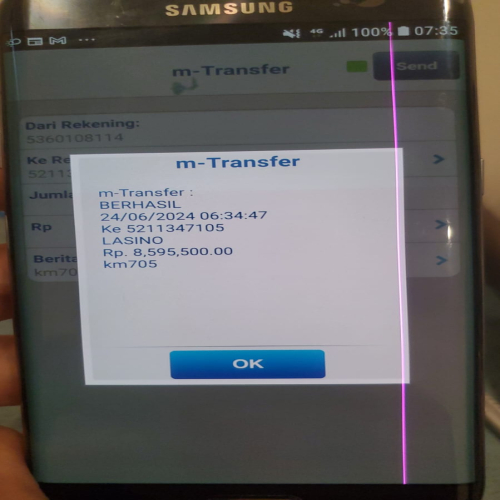 SAMSUNG
4G 100% 07:35
m-Transfer Send
Dari Rekening:
5360108114
Ke Re
5211
Jumla
Rp
Berita
km70
m-Transfer
m-Transfer :
BERHASIL
24/06/2024 06:34:47
Ke 5211347105
LASINO
Rp. 8,595,500.00
km705
OK